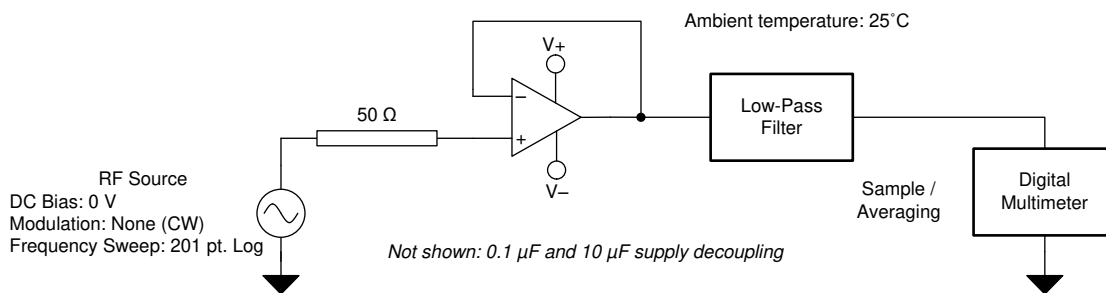 Ambient temperature: 25˚C
V+
−
+
V−
50 Ω
Low-Pass
Filter
RF Source
DC Bias: 0 V
Modulation: None (CW)
Frequency Sweep: 201 pt. Log
Sample /
Averaging
Digital
Multimeter
Not shown: 0.1 µF and 10 µF supply decoupling